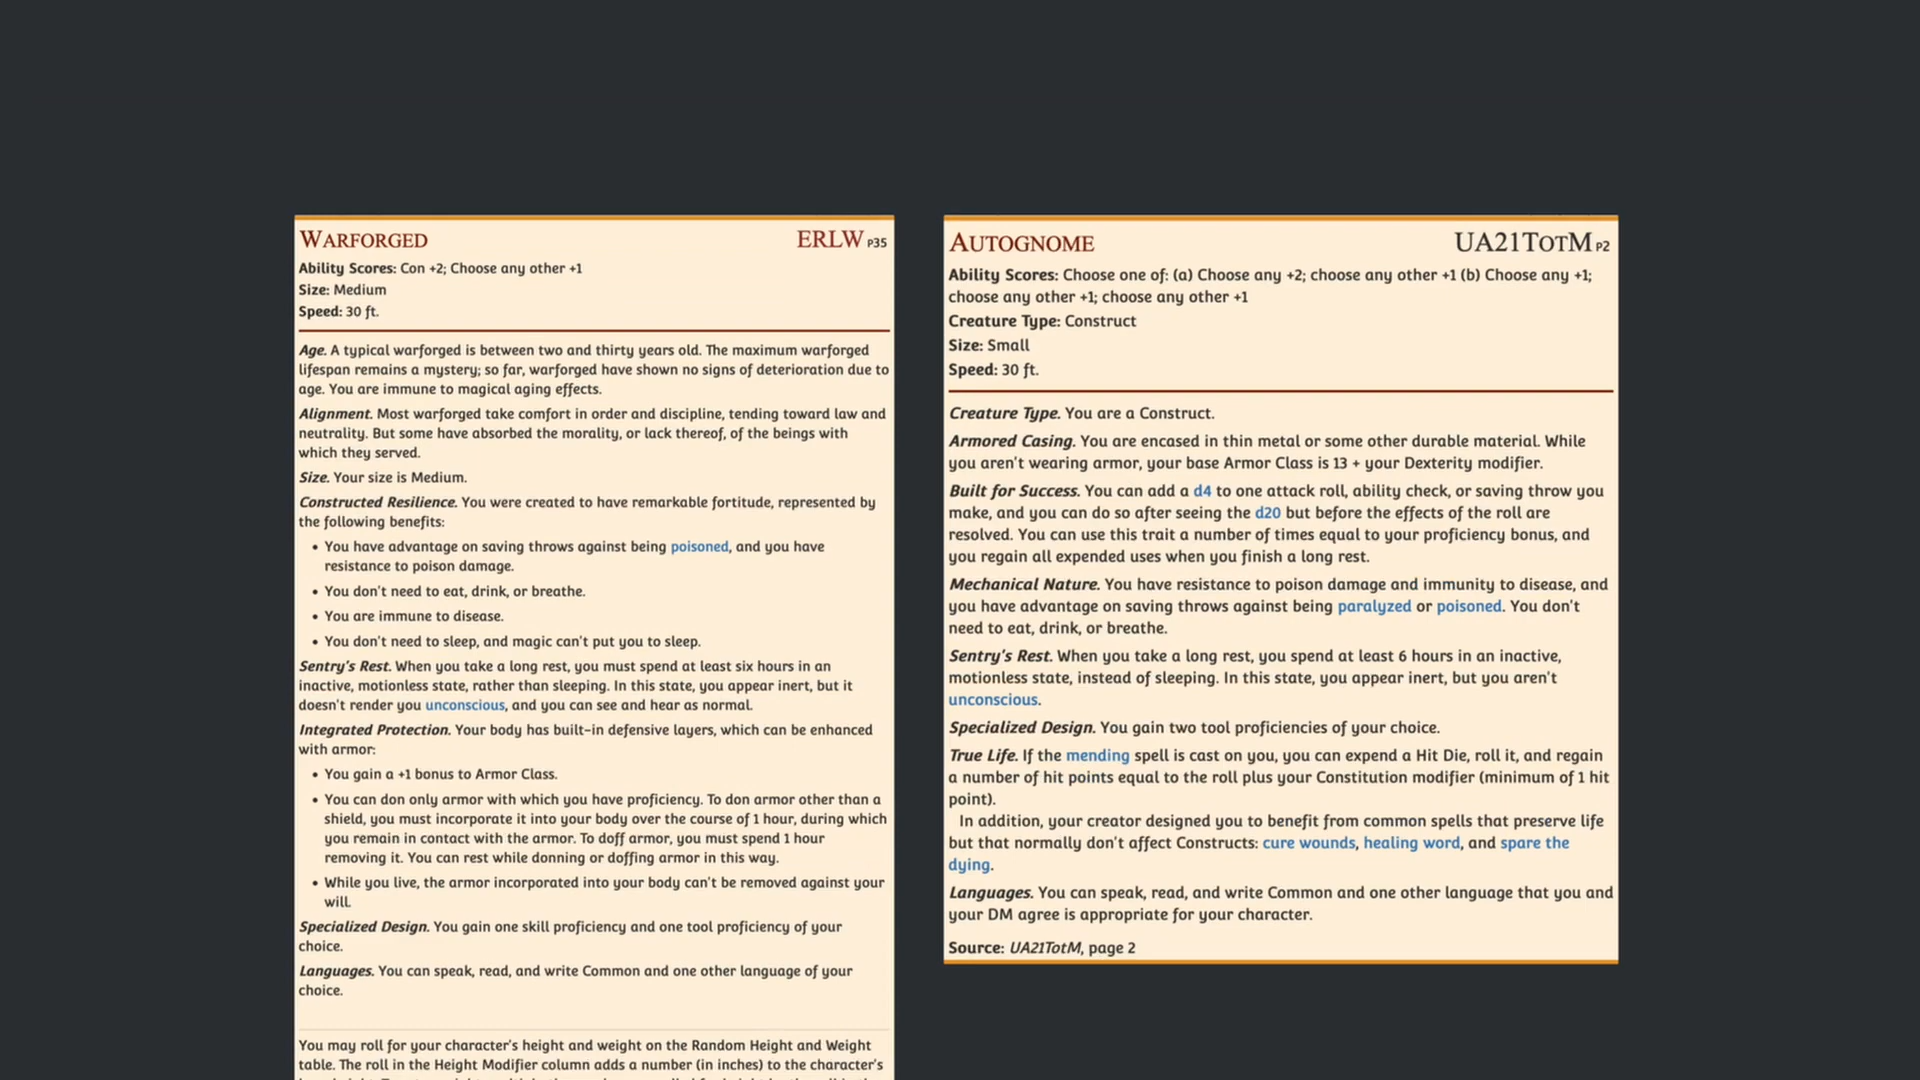 WARFORGED ERLW P35
Ability Scores: Con +2; Choose any other +1
Size: Medium
Speed: 30 ft.
Age. A typical warforged is between two and thirty years old. The maximum warforged
lifespan remains a mystery; so far, warforged have shown no signs of deterioration due to
age. You are immune to magical aging effects.
Alignment. Most warforged take comfort in order and discipline, tending toward law and
neutrality. But some have absorbed the morality, or lack thereof, of the beings with
which they served.
Size. Your size is Medium.
Constructed Resilience. You were created to have remarkable fortitude, represented by
the following benefits:
• You have advantage on saving throws against being poisoned, and you have
resistance to poison damage.
• You don't need to eat, drink, or breathe.
• You are immune to disease.
• You don't need to sleep, and magic can't put you to sleep.
Sentry's Rest. When you take a long rest, you must spend at least six hours in an
inactive, motionless state, rather than sleeping. In this state, you appear inert, but it
doesn't render you unconscious, and you can see and hear as normal.
Integrated Protection. Your body has built-in defensive layers, which can be enhanced
with armor:
• You gain a +1 bonus to Armor Class.
• You can don only armor with which you have proficiency. To don armor other than a
shield, you must incorporate it into your body over the course of 1 hour, during which
you remain in contact with the armor. To doff armor, you must spend 1 hour
removing it. You can rest while donning or doffing armor in this way.
• While you live, the armor incorporated into your body can't be removed against your
will.
Specialized Design. You gain one skill proficiency and one tool proficiency of your
choice.
Languages. You can speak, read, and write Common and one other language of your
choice.
You may roll for your character's height and weight on the Random Height and Weight
table. The roll in the Height Modifier column adds a number (in inches) to the character's
AUTOGNOME UA21TOTM P2
Ability Scores: Choose one of: (a) Choose any +2; choose any other +1 (b) Choose any +1;
choose any other +1; choose any other +1
Creature Type: Construct
Size: Small
Speed: 30 ft.
Creature Type. You are a Construct.
Armored Casing. You are encased in thin metal or some other durable material. While
you aren't wearing armor, your base Armor Class is 13 + your Dexterity modifier.
Built for Success. You can add a d4 to one attack roll, ability check, or saving throw you
make, and you can do so after seeing the d20 but before the effects of the roll are
resolved. You can use this trait a number of times equal to your proficiency bonus, and
you regain all expended uses when you finish a long rest.
Mechanical Nature. You have resistance to poison damage and immunity to disease, and
you have advantage on saving throws against being paralyzed or poisoned. You don't
need to eat, drink, or breathe.
Sentry's Rest. When you take a long rest, you spend at least 6 hours in an inactive,
motionless state, instead of sleeping. In this state, you appear inert, but you aren't
unconscious.
Specialized Design. You gain two tool proficiencies of your choice.
True Life. If the mending spell is cast on you, you can expend a Hit Die, roll it, and regain
a number of hit points equal to the roll plus your Constitution modifier (minimum of 1 hit
point).
In addition, your creator designed you to benefit from common spells that preserve life
but that normally don't affect Constructs: cure wounds, healing word, and spare the
dying.
Languages. You can speak, read, and write Common and one other language that you and
your DM agree is appropriate for your character.
Source: UA21TotM, page 2